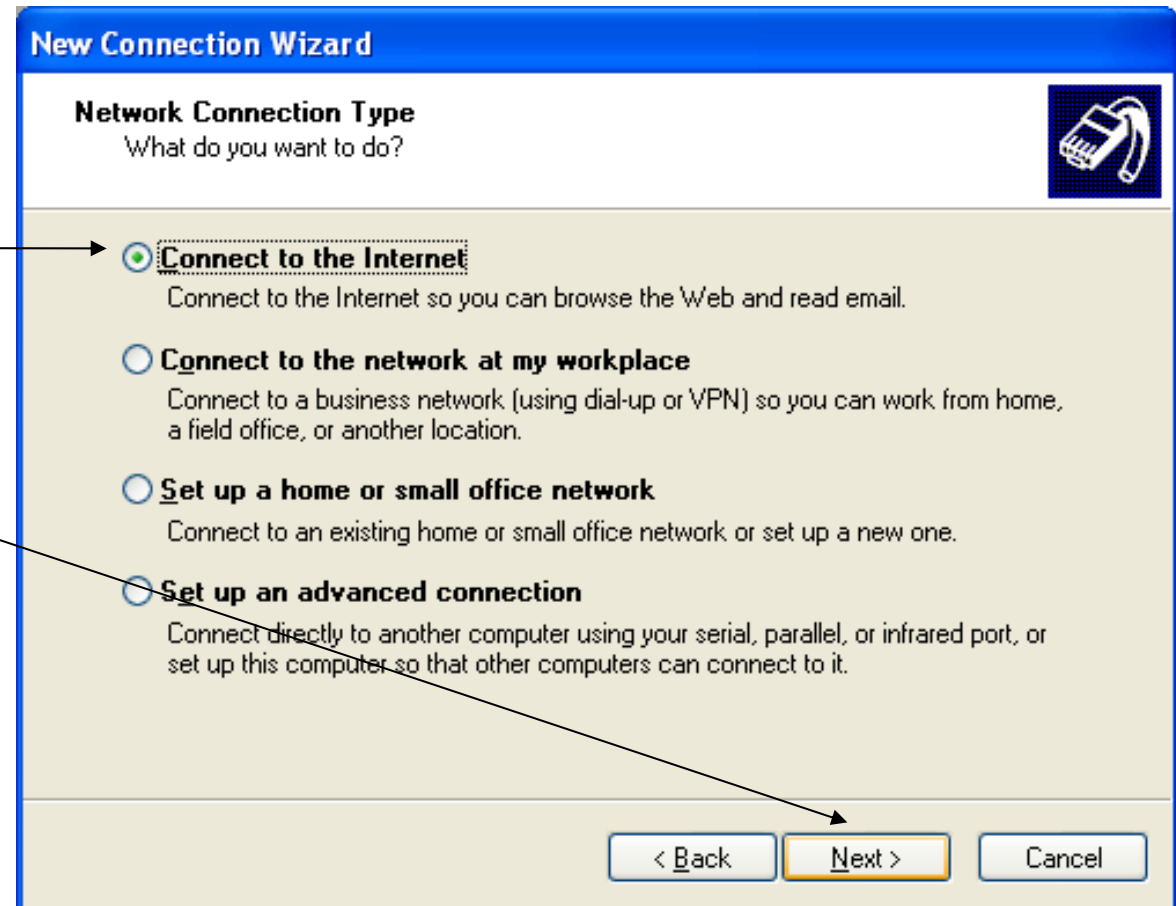 New Connection Wizard
Network Connection Type
What do you want to do?
Connect to the Internet
Connect to the Internet so you can browse the Web and read email.
Connect to the network at my workplace
Connect to a business network (using dial-up or VPN) so you can work from home,
a field office, or another location.
Set up a home or small office network
Connect to an existing home or small office network or set up a new one.
Set up an advanced connection
Connect directly to another computer using your serial, parallel, or infrared port, or
set up this computer so that other computers can connect to it.
< Back Next > Cancel